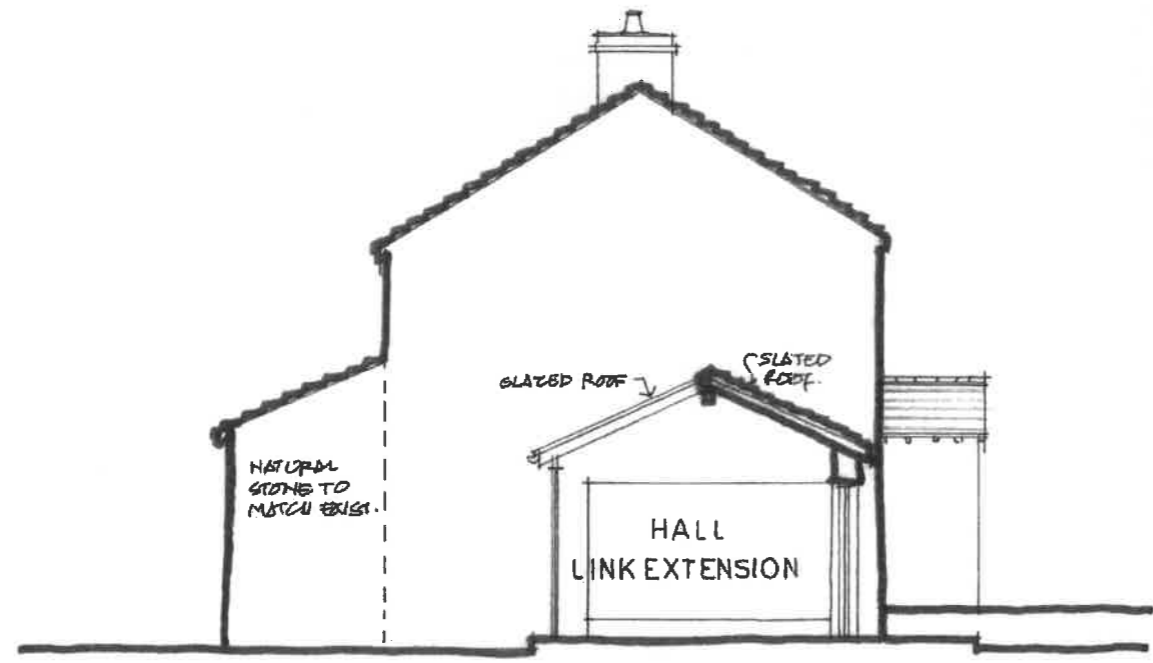 GLAZED ROOF
SLATED
ROOF.
NATURAL
STONE TO
MATCH EXIST.
HALL
LINK EXTENSION